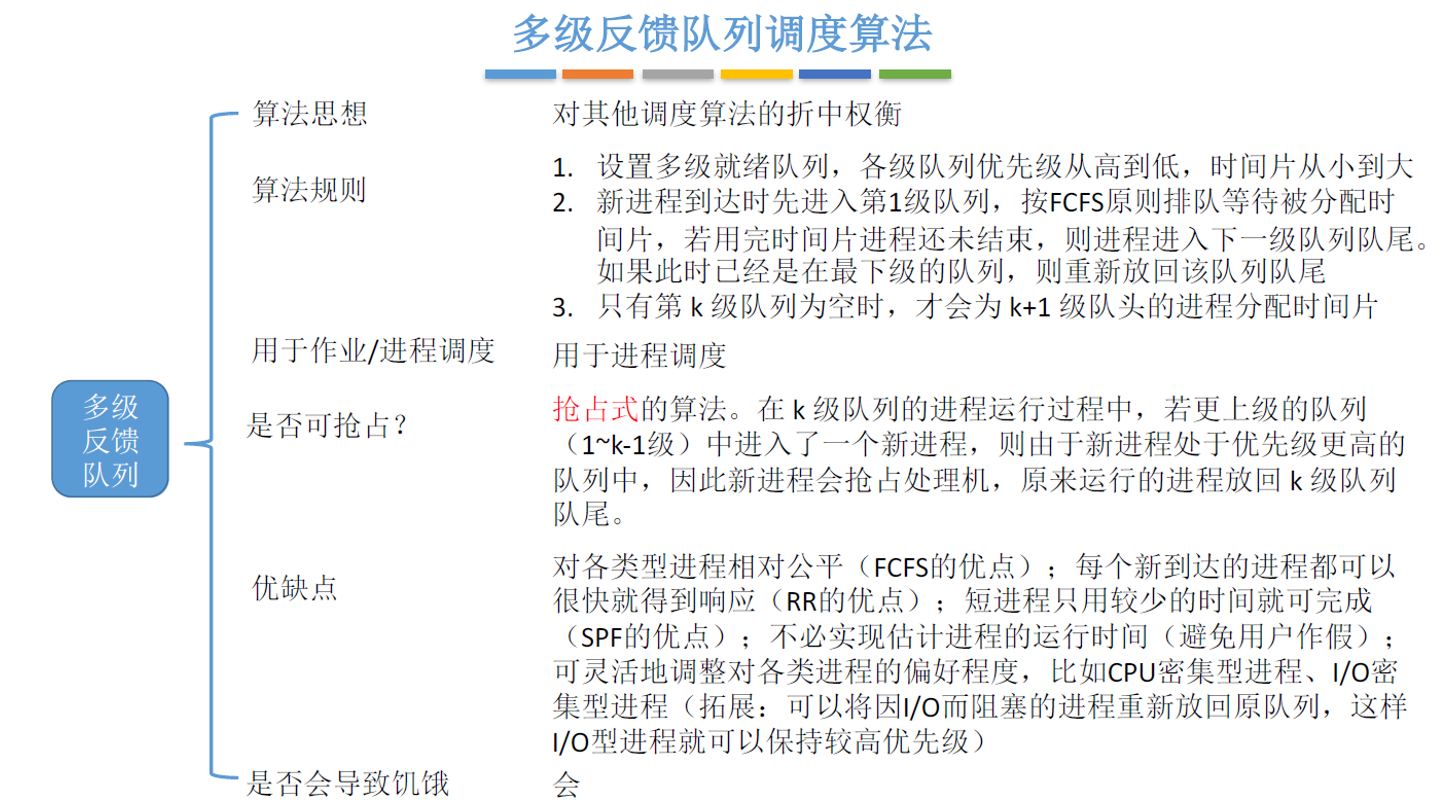 多级反馈队列调度算法
算法思想
对其他调度算法的折中权衡
算法规则
1. 设置多级就绪队列，各级队列优先级从高到低，时间片从小到大
2. 新进程到达时先进入第1级队列，按FCFS原则排队等待被分配时
间片，若用完时间片进程还未结束，则进程进入下一级队列队尾。
如果此时已经是在最下级的队列，则重新放回该队列队尾
3. 只有第 k 级队列为空时，才会为 k+1 级队头的进程分配时间片
用于作业/进程调度
用于进程调度
多级
反馈
队列
是否可抢占？
抢占式的算法。在 k 级队列的进程运行过程中，若更上级的队列
（1~k-1级）中进入了一个新进程，则由于新进程处于优先级更高的
队列中，因此新进程会抢占处理机，原来运行的进程放回 k 级队列
队尾。
优缺点
对各类型进程相对公平（FCFS的优点）；每个新到达的进程都可以
很快就得到响应（RR的优点）；短进程只用较少的时间就可完成
（SPF的优点）；不必实现估计进程的运行时间（避免用户作假）；
可灵活地调整对各类进程的偏好程度，比如CPU密集型进程、I/O密
集型进程（拓展：可以将因I/O而阻塞的进程重新放回原队列，这样
I/O型进程就可以保持较高优先级）
是否会导致饥饿
会